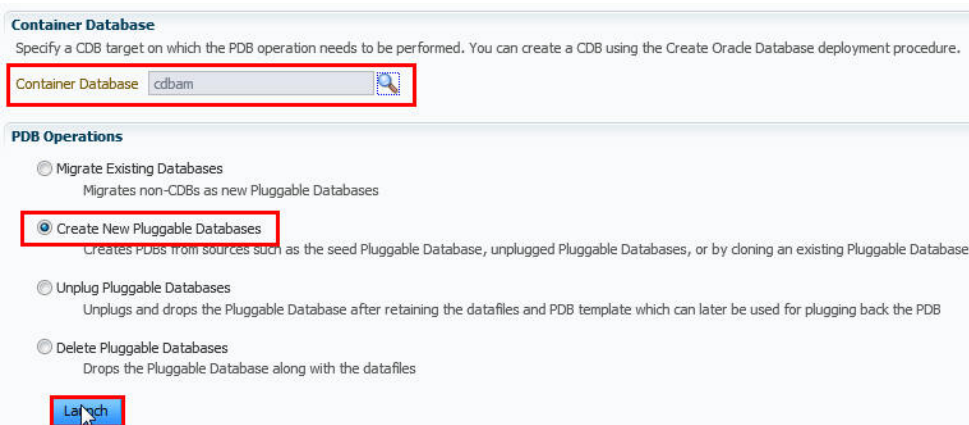 Container Database
Specify a CDB target on which the PDB operation needs to be performed. You can create a CDB using the Create Oracle Database deployment procedure.
Container Database cdbam
PDB Operations
Migrate Existing Databases
Migrates non-CDBs as new Pluggable Databases
Create New Pluggable Databases
Creates PDBs from sources such as the seed Pluggable Database, unplugged Pluggable Databases, or by cloning an existing Pluggable Database
Unplug Pluggable Databases
Unplugs and drops the Pluggable Database after retaining the datafiles and PDB template which can later be used for plugging back the PDB
Delete Pluggable Databases
Drops the Pluggable Database along with the datafiles
Launch